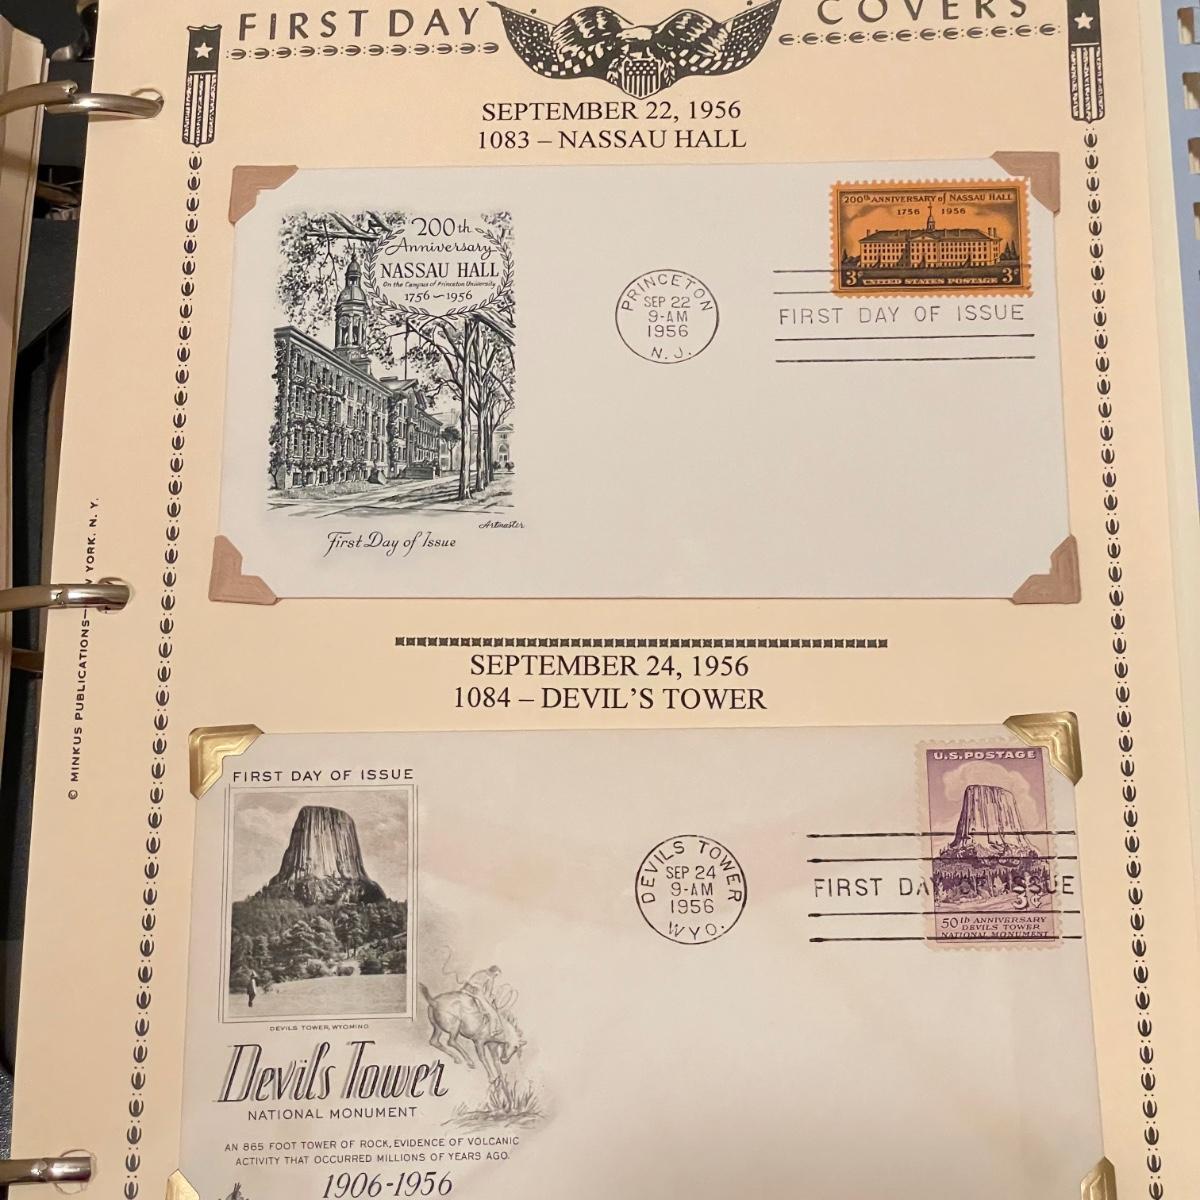 FIRST DAY COVERS
SEPTEMBER 22, 1956
1083 – NASSAU HALL
200th
Anniversary
NASSAU HALL
On the Campus of Princeton University
1756 ~ 1956
Artmaster
First Day of Issue
PRINCETON
SEP 22
9-AM
1956
N. J.
200th ANNIVERSARY of NASSAU HALL
1756 1956
3¢ 3¢
UNITED STATES POSTAGE
FIRST DAY OF ISSUE
© MINKUS PUBLICATIONS— YORK, N. Y.
SEPTEMBER 24, 1956
1084 – DEVIL'S TOWER
FIRST DAY OF ISSUE
DEVILS TOWER, WYOMING
Devils Tower
NATIONAL MONUMENT
AN 865 FOOT TOWER OF ROCK, EVIDENCE OF VOLCANIC
ACTIVITY THAT OCCURRED MILLIONS OF YEARS AGO.
1906-1956
DEVILS TOWER
SEP 24
9-AM
1956
WYO.
U.S. POSTAGE
FIRST DAY OF ISSUE
3¢
50th ANNIVERSARY
DEVILS TOWER
NATIONAL MONUMENT